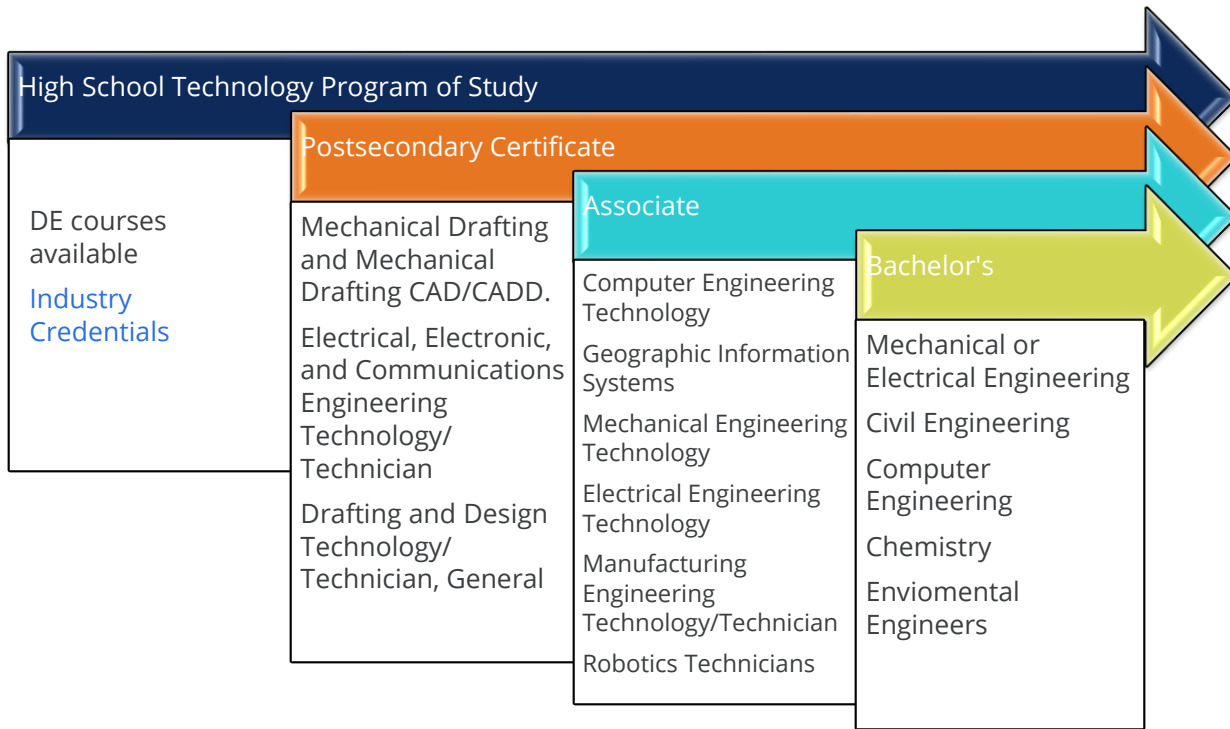 High School Technology Program of Study
DE courses
available
Industry
Credentials
Postsecondary Certificate
Mechanical Drafting
and Mechanical
Drafting CAD/CADD.
Electrical, Electronic,
and Communications
Engineering
Technology/
Technician
Drafting and Design
Technology/
Technician, General
Associate
Computer Engineering
Technology
Geographic Information
Systems
Mechanical Engineering
Technology
Electrical Engineering
Technology
Manufacturing
Engineering
Technology/Technician
Robotics Technicians
Bachelor's
Mechanical or
Electrical Engineering
Civil Engineering
Computer
Engineering
Chemistry
Enviomental
Engineers